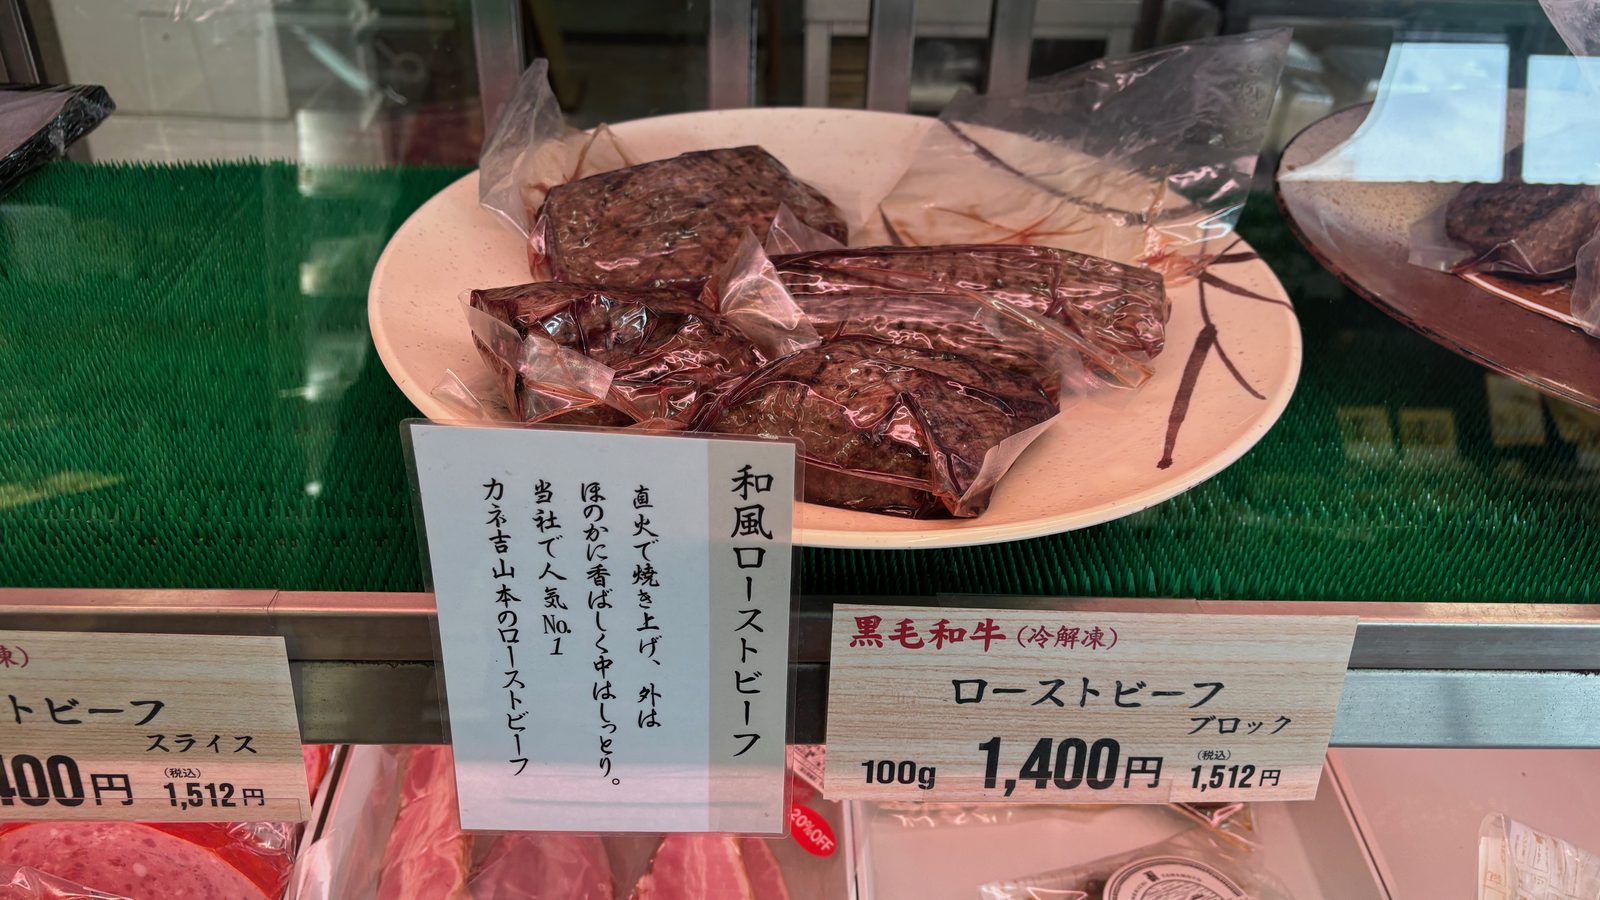 和風ローストビーフ
直火で焼き上げ、外は
ほのかに香ばしく中はしっとり。
当社で人気No.1
カネ吉山本のローストビーフ
黒毛和牛（冷解凍）
ローストビーフ
ブロック
100g 1,400円 (税込) 1,512円
凍）
トビーフ
スライス
400円 (税込) 1,512円
20%OFF